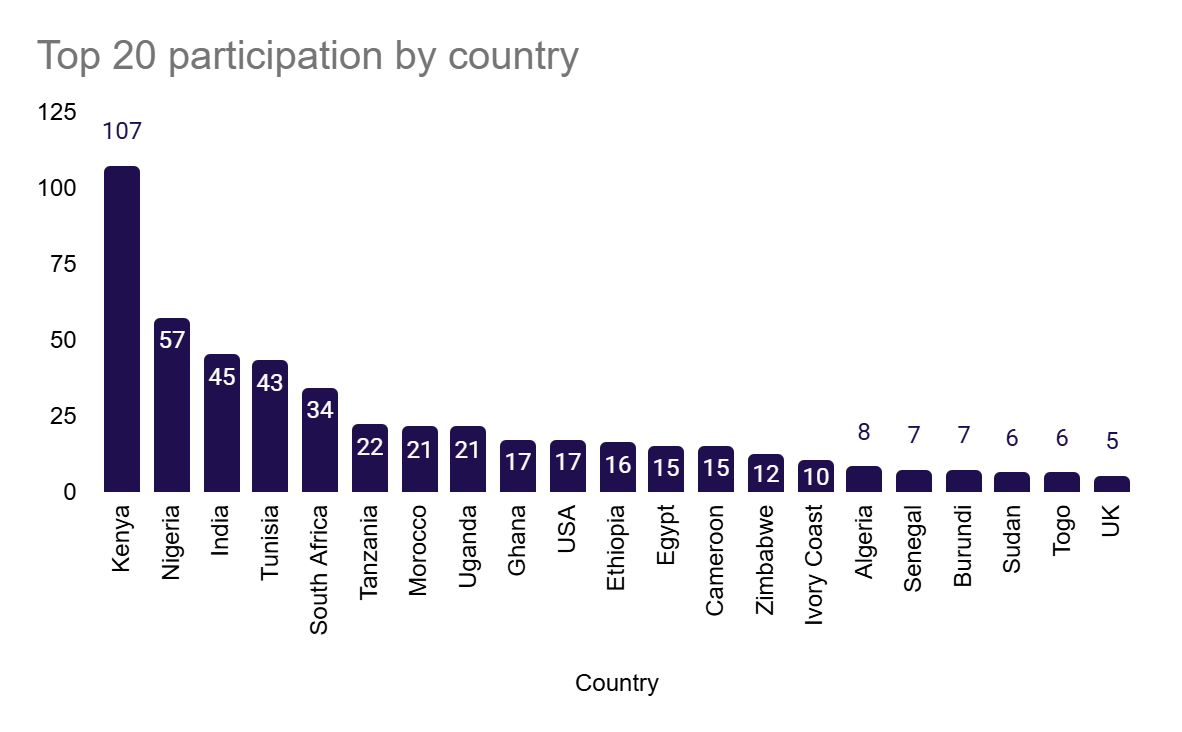 Top 20 participation by country
125
100
75
50
25
0
107
57
45
43
34
22
21
21
17
17
16
15
15
12
10
8
7
7
6
6
5
Kenya
Nigeria
India
Tunisia
South Africa
Tanzania
Morocco
Uganda
Ghana
USA
Ethiopia
Egypt
Cameroon
Zimbabwe
Ivory Coast
Algeria
Senegal
Burundi
Sudan
Togo
UK
Country